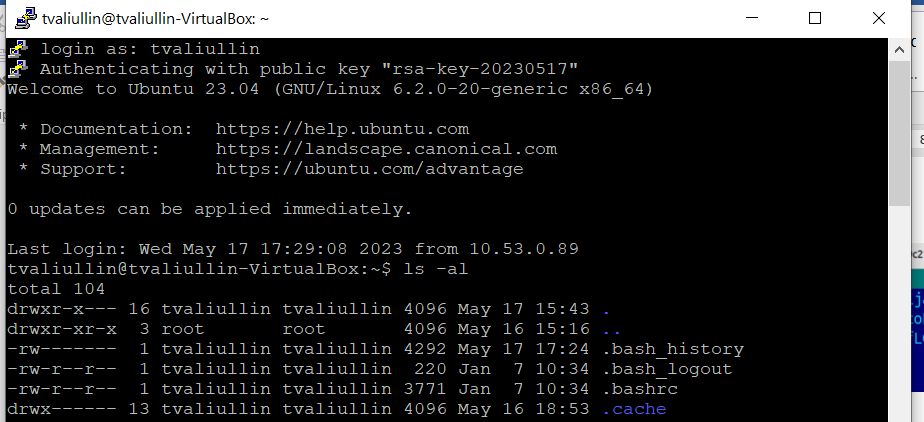 tvaliullin@tvaliullin-VirtualBox: ~
login as: tvaliullin
Authenticating with public key "rsa-key-20230517"
Welcome to Ubuntu 23.04 (GNU/Linux 6.2.0-20-generic x86_64)
* Documentation:  https://help.ubuntu.com
* Management:     https://landscape.canonical.com
* Support:        https://ubuntu.com/advantage
0 updates can be applied immediately.
Last login: Wed May 17 17:29:08 2023 from 10.53.0.89
tvaliullin@tvaliullin-VirtualBox:~$ ls -al
total 104
drwxr-x--- 16 tvaliullin tvaliullin 4096 May 17 15:43 .
drwxr-xr-x  3 root       root       4096 May 16 15:16 ..
-rw-------  1 tvaliullin tvaliullin 4292 May 17 17:24 .bash_history
-rw-r--r--  1 tvaliullin tvaliullin  220 Jan  7 10:34 .bash_logout
-rw-r--r--  1 tvaliullin tvaliullin 3771 Jan  7 10:34 .bashrc
drwx------ 13 tvaliullin tvaliullin 4096 May 16 18:53 .cache